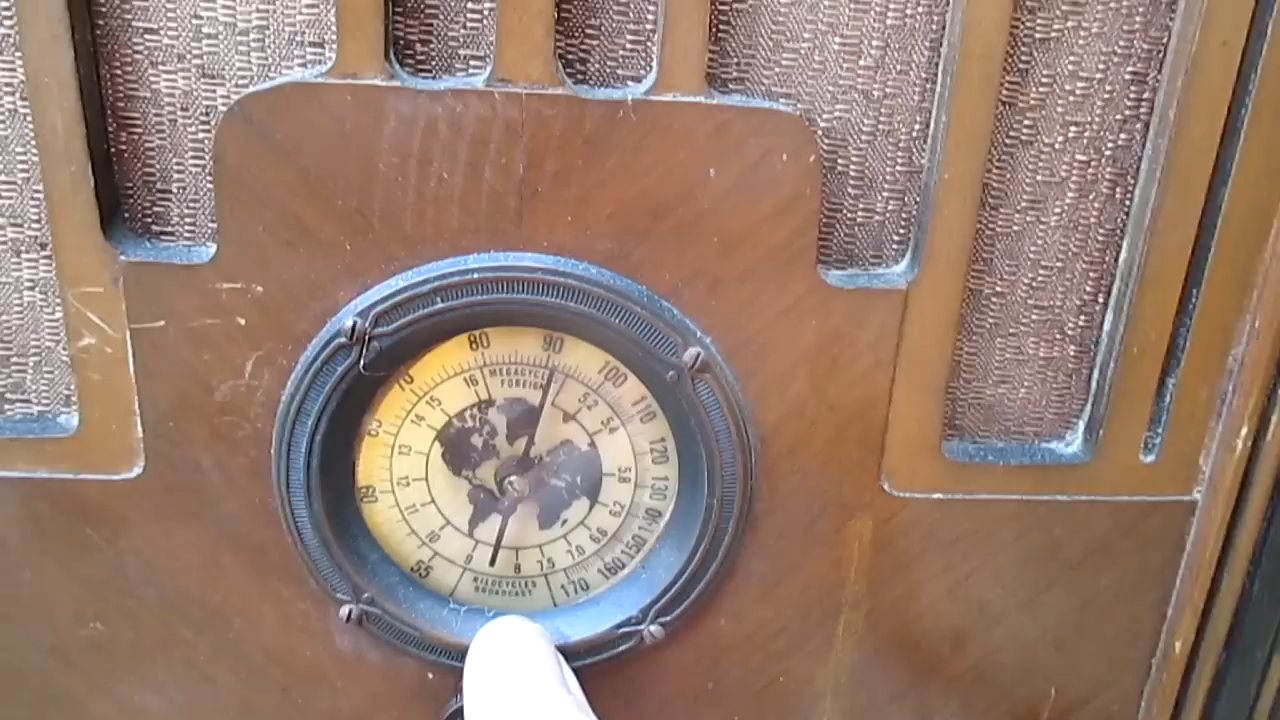 80 90 100 110 120 130 140 150 160 170
55 60 65 70
MEGACYCL
FOREIGN
16 15 14 13 12 11 10 9 8 7.5 7.0 6.6 6.2 5.8 5.4 5.2
KILOCYCLES
BROADCAST